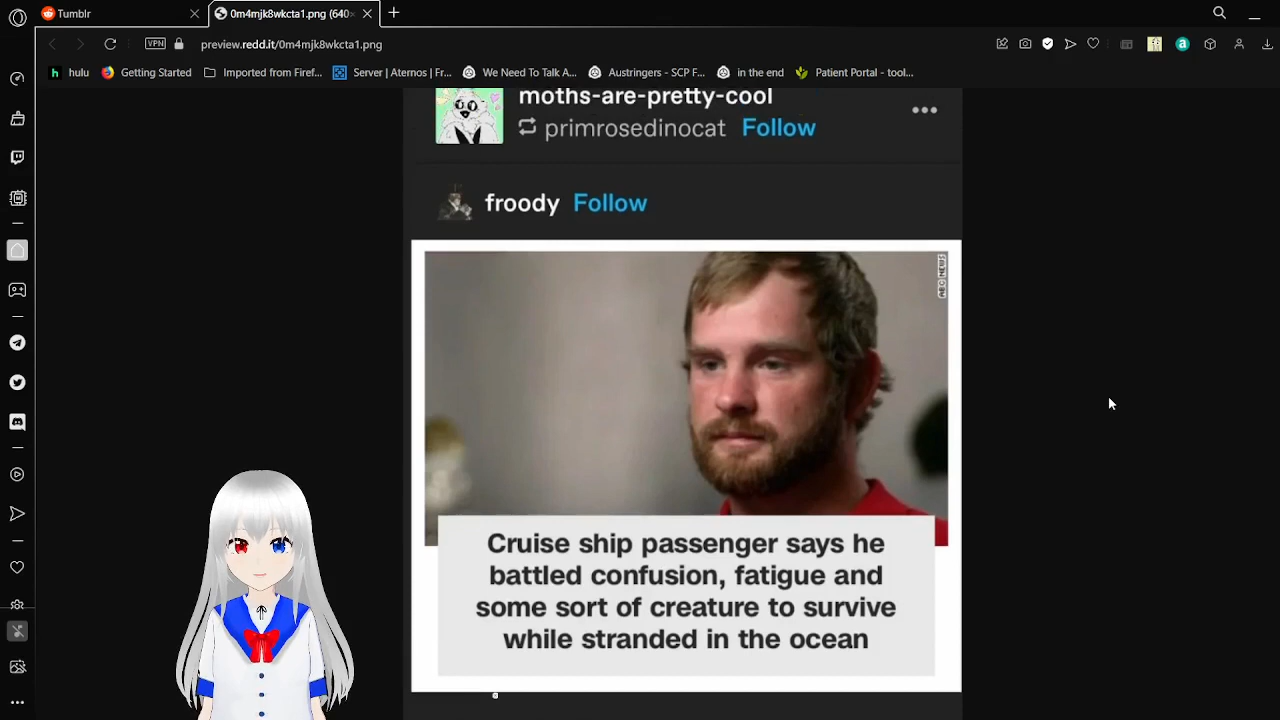 Tumblr
0m4mjk8wkcta1.png (640×
VPN
preview.redd.it/0m4mjk8wkcta1.png
hulu
Getting Started
Imported from Firef...
Server | Aternos | Fr...
We Need To Talk A...
Austringers - SCP F...
in the end
Patient Portal - tool...
moths-are-pretty-cool
primrosedinocat Follow
froody Follow
ABC NEWS
Cruise ship passenger says he
battled confusion, fatigue and
some sort of creature to survive
while stranded in the ocean